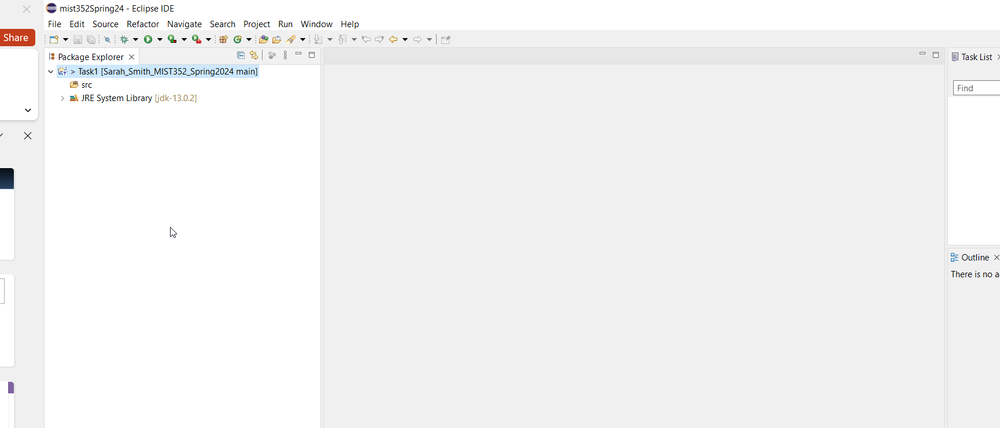 mist352Spring24 - Eclipse IDE
File Edit Source Refactor Navigate Search Project Run Window Help
Share
Package Explorer
Task List
> Task1 [Sarah_Smith_MIST352_Spring2024 main]
src
Find
JRE System Library [jdk-13.0.2]
Outline
There is no a